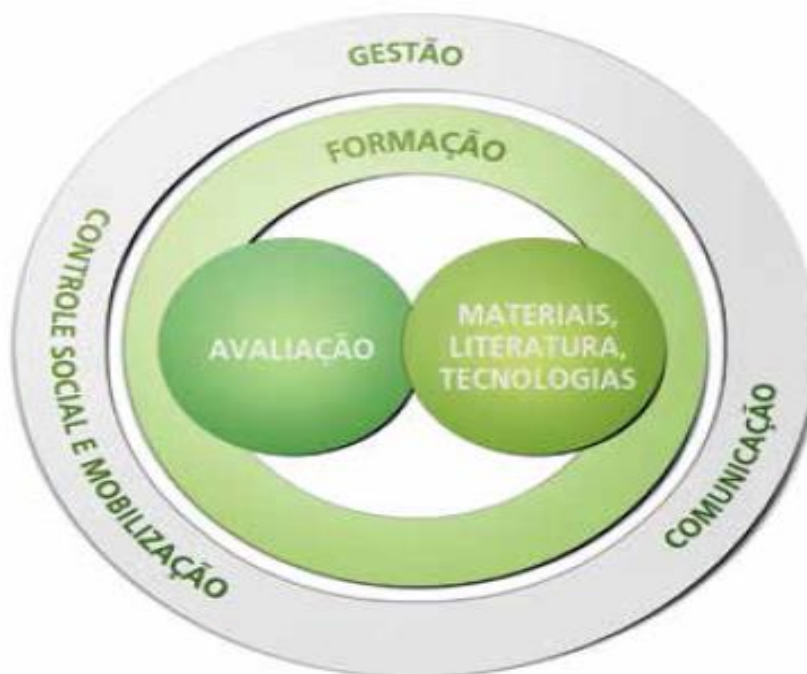 GESTÃO
FORMAÇÃO
CONTROLE SOCIAL E MOBILIZAÇÃO
AVALIAÇÃO
MATERIAIS,
LITERATURA,
TECNOLOGIAS
COMUNICAÇÃO